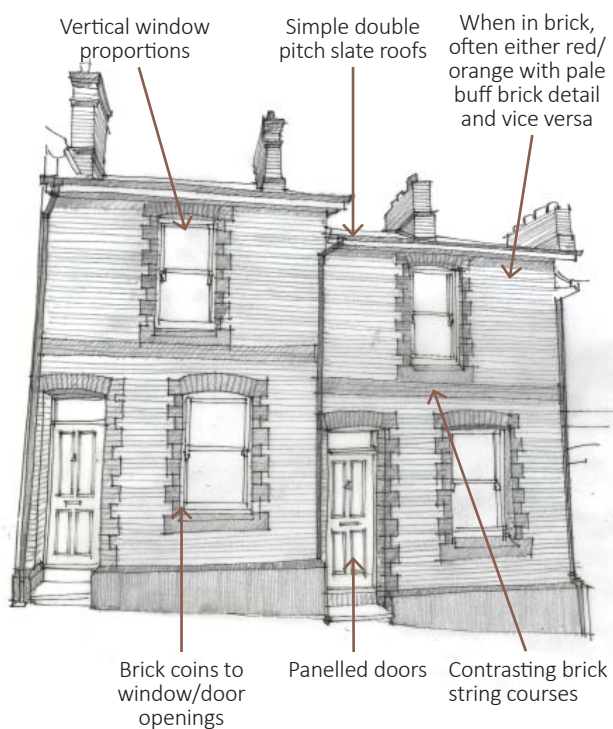 Vertical window
proportions
Simple double
pitch slate roofs
When in brick,
often either red/
orange with pale
buff brick detail
and vice versa
Brick coins to
window/door
openings
Panelled doors
Contrasting brick
string courses